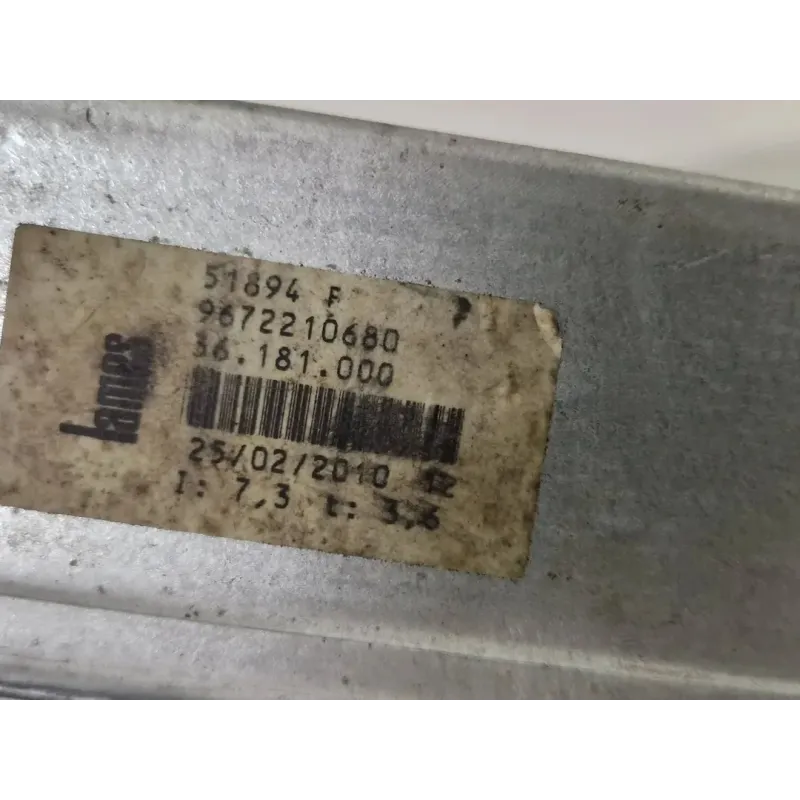 51894 F
9672210680
36.181.000
lames
25/02/2010 12
I: 7,3 t: 3,6